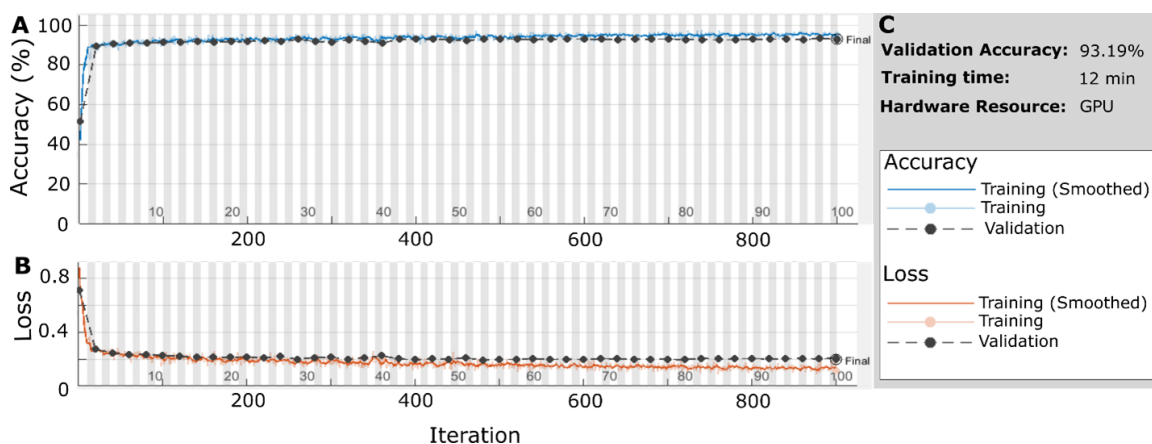 A
Accuracy (%)
100
80
60
40
20
0
10 20 30 40 50 60 70 80 90 100
200 400 600 800
Final
B
Loss
0.8
0.4
0
10 20 30 40 50 60 70 80 90 100
200 400 600 800
Final
Iteration
C
Validation Accuracy: 93.19%
Training time: 12 min
Hardware Resource: GPU
Accuracy
Training (Smoothed)
Training
Validation
Loss
Training (Smoothed)
Training
Validation